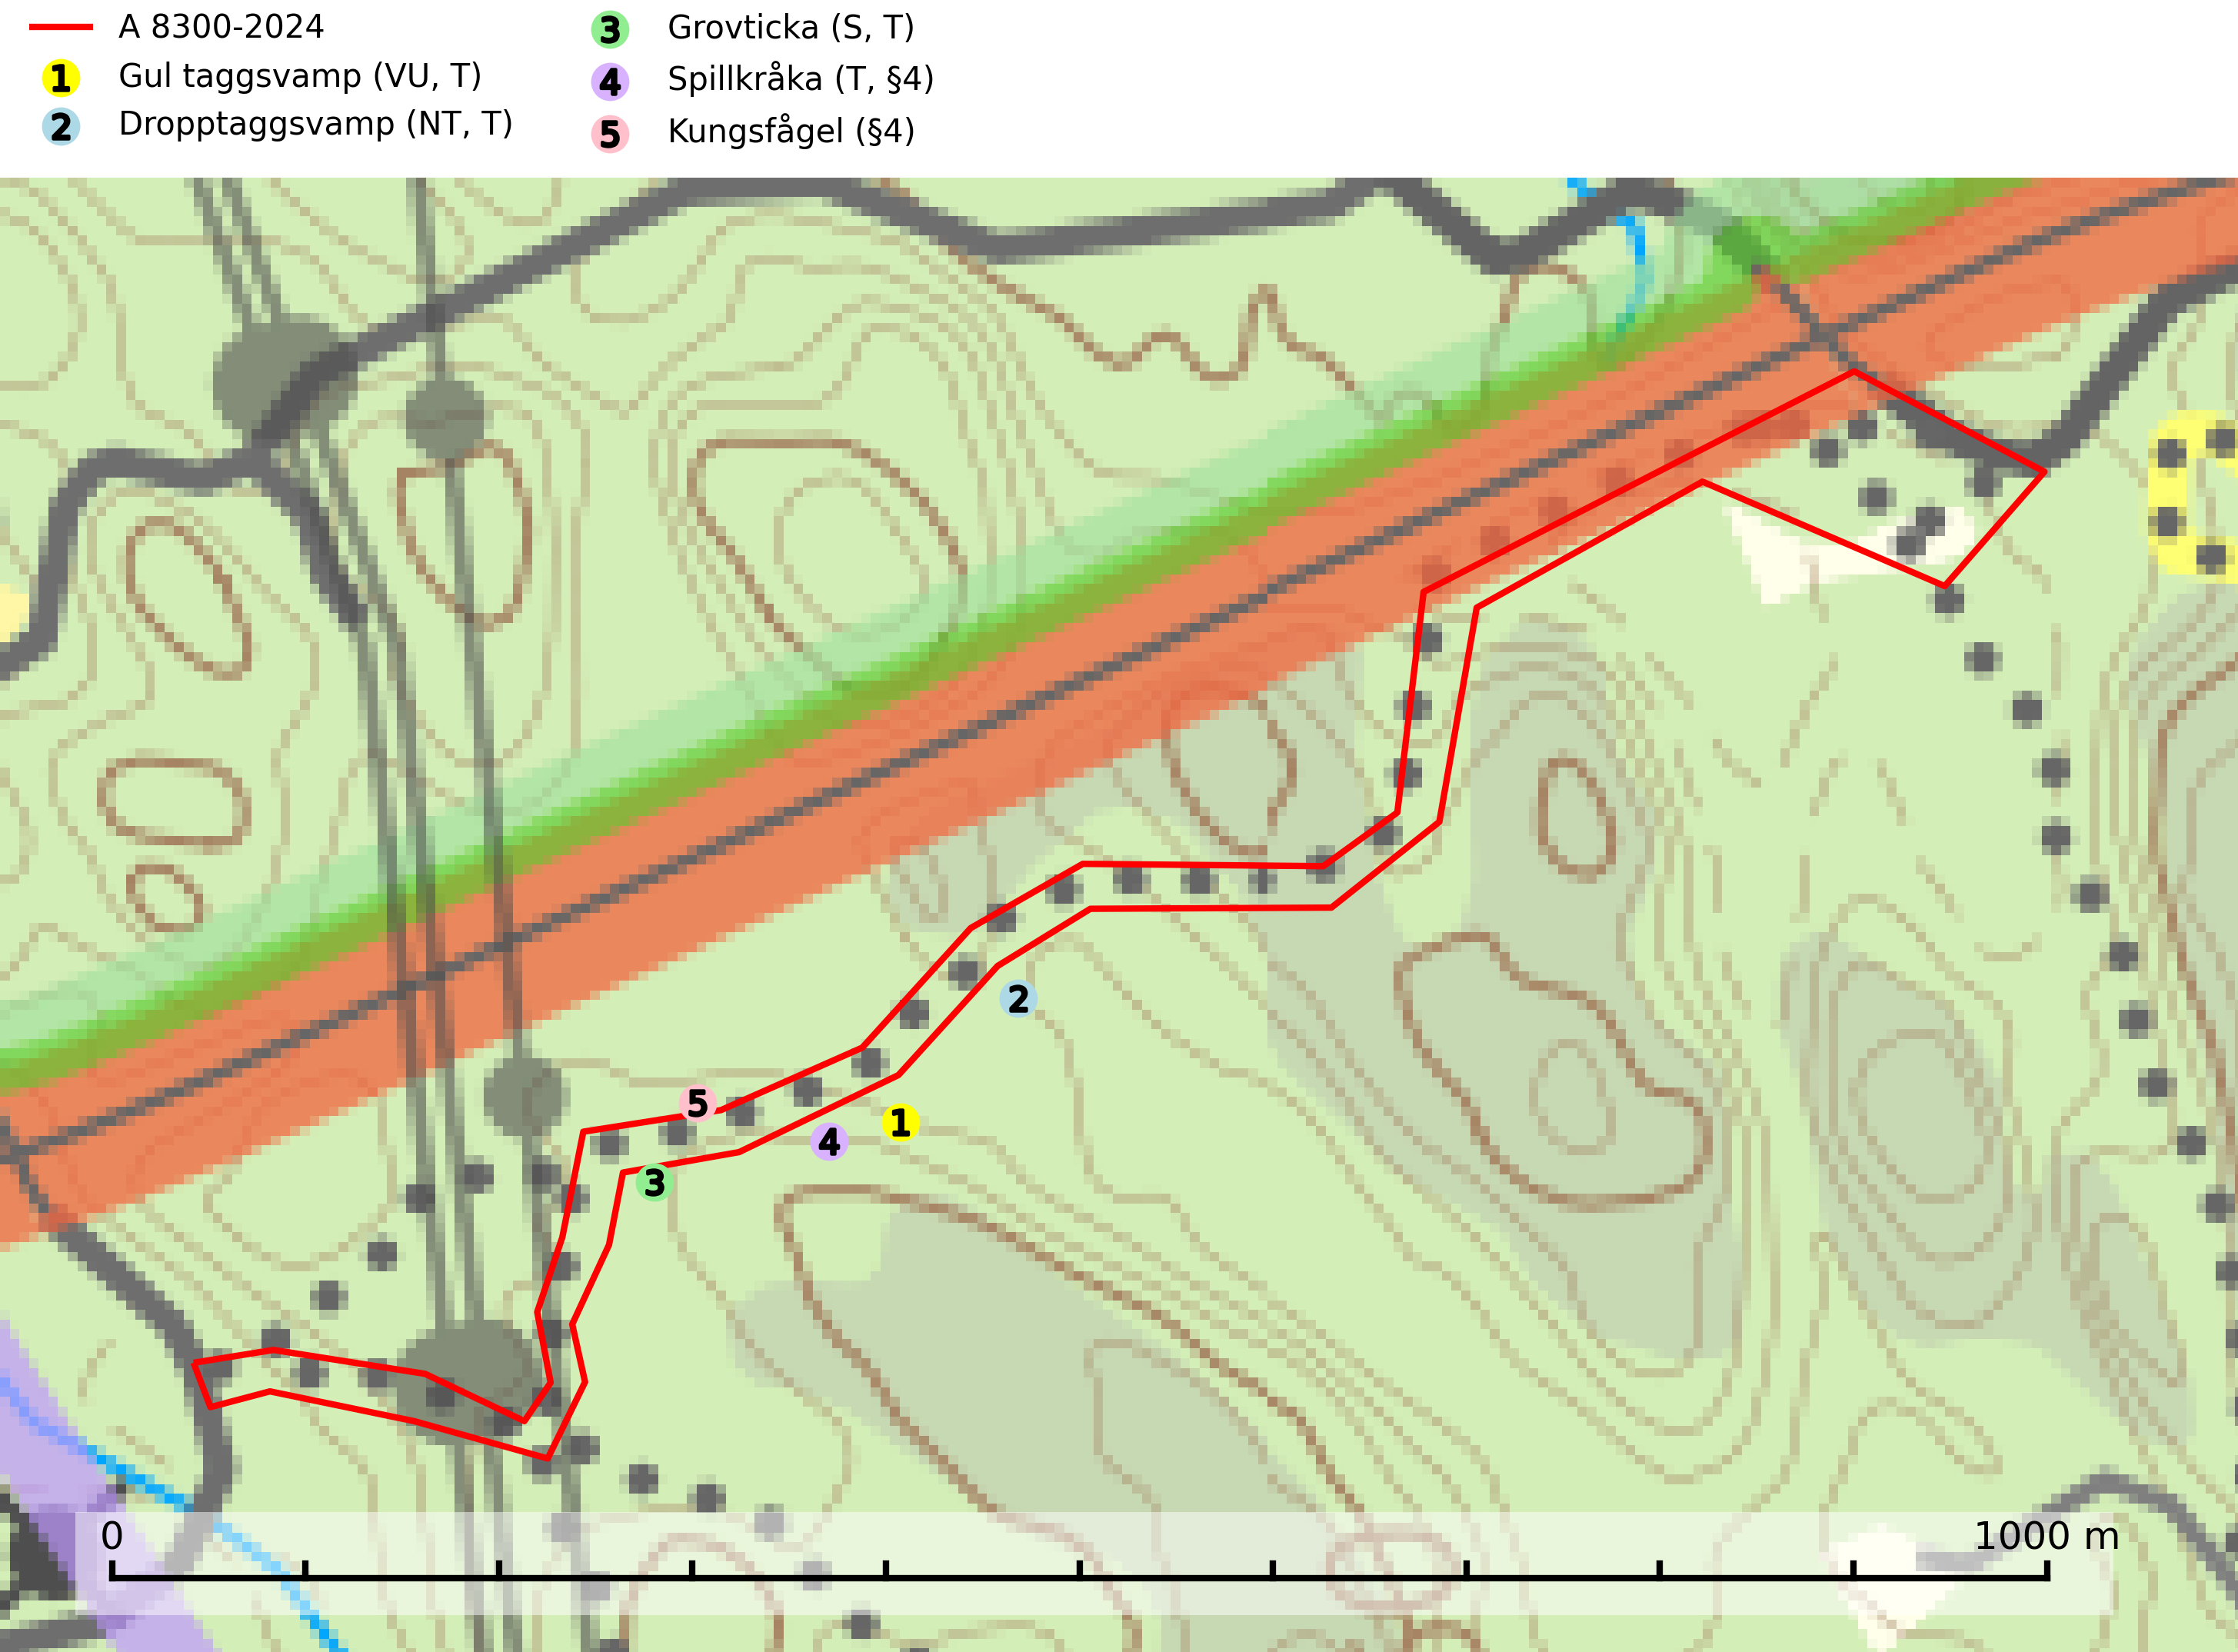 A 8300-2024
1 Gul taggsvamp (VU, T)
2 Dropptaggsvamp (NT, T)
3 Grovticka (S, T)
4 Spillkråka (T, §4)
5 Kungsfågel (§4)
2
5
1
4
3
0 1000 m